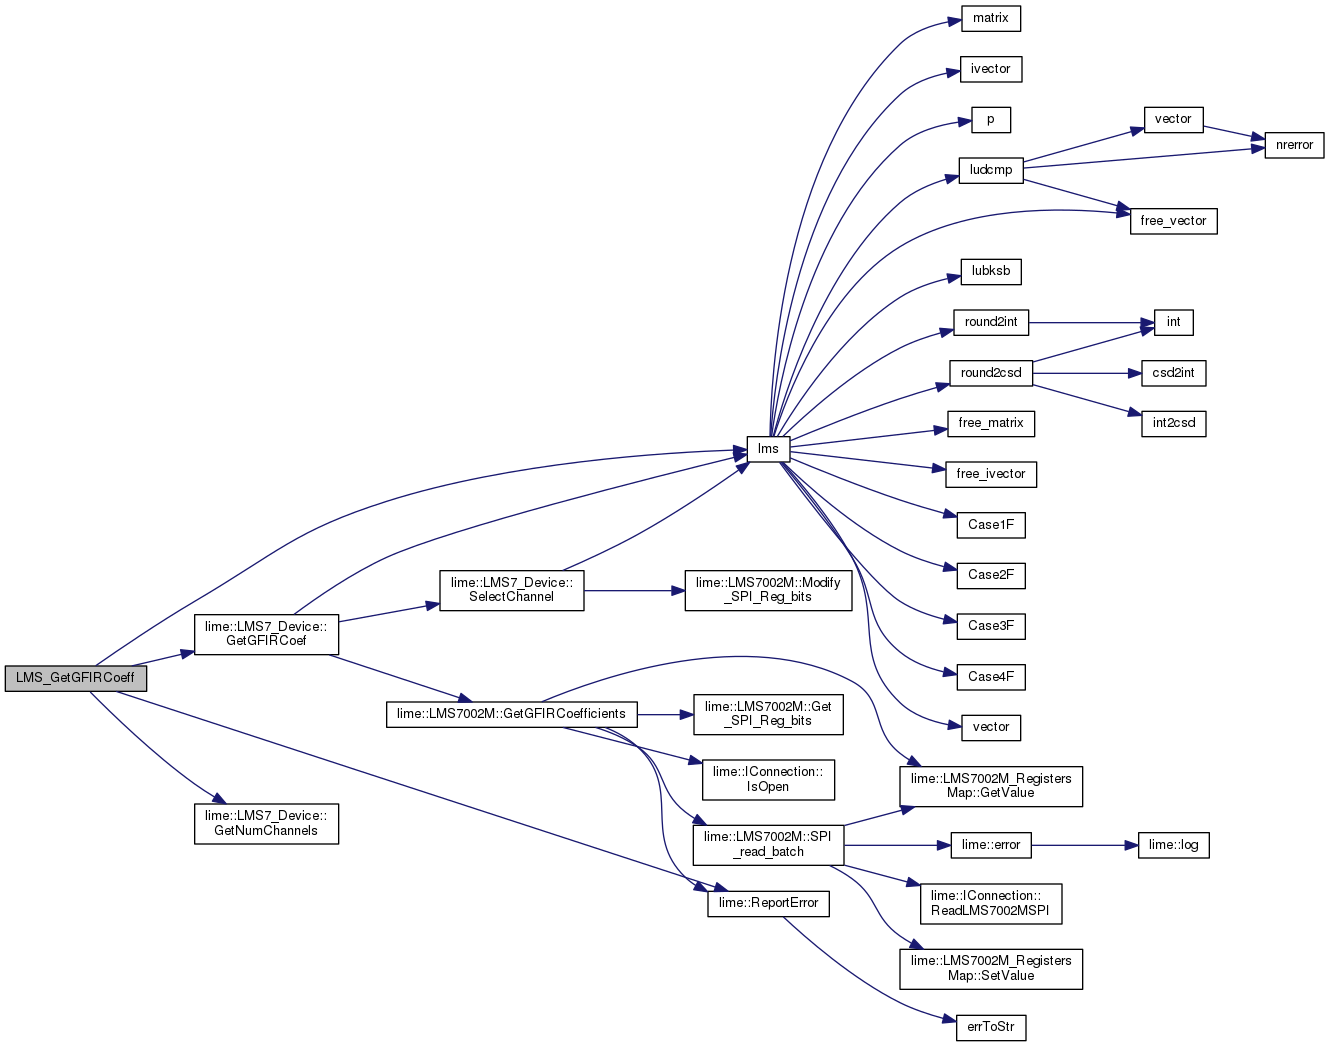 matrix
ivector
p
vector
nrerror
ludcmp
free_vector
lubksb
round2int
int
round2csd
csd2int
int2csd
free_matrix
lms
free_ivector
Case1F
Case2F
lime::LMS7_Device::
SelectChannel
lime::LMS7002M::Modify
_SPI_Reg_bits
Case3F
lime::LMS7_Device::
GetGFIRCoef
Case4F
LMS_GetGFIRCoeff
lime::LMS7002M::GetGFIRCoefficients
lime::LMS7002M::Get
_SPI_Reg_bits
vector
lime::IConnection::
IsOpen
lime::LMS7002M_Registers
Map::GetValue
lime::LMS7_Device::
GetNumChannels
lime::LMS7002M::SPI
_read_batch
lime::error
lime::log
lime::ReportError
lime::IConnection::
ReadLMS7002MSPI
lime::LMS7002M_Registers
Map::SetValue
errToStr